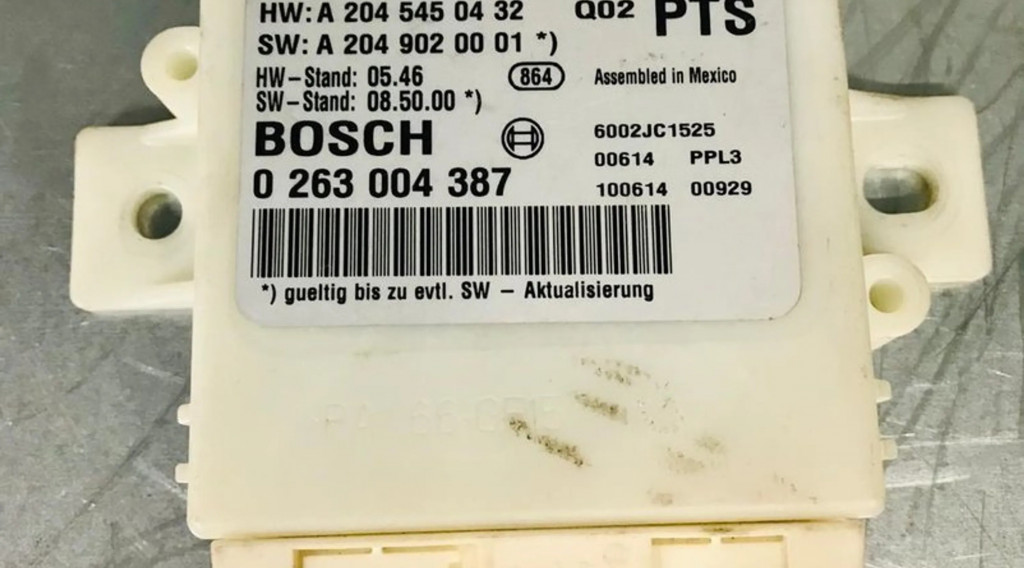 HW: A 204 545 04 32 Q02 PTS
SW: A 204 902 00 01 *)
HW-Stand: 05.46 864 Assembled in Mexico
SW-Stand: 08.50.00 *)
BOSCH 6002JC1525
00614 PPL3
0 263 004 387 100614 00929
*) gueltig bis zu evtl. SW - Aktualisierung